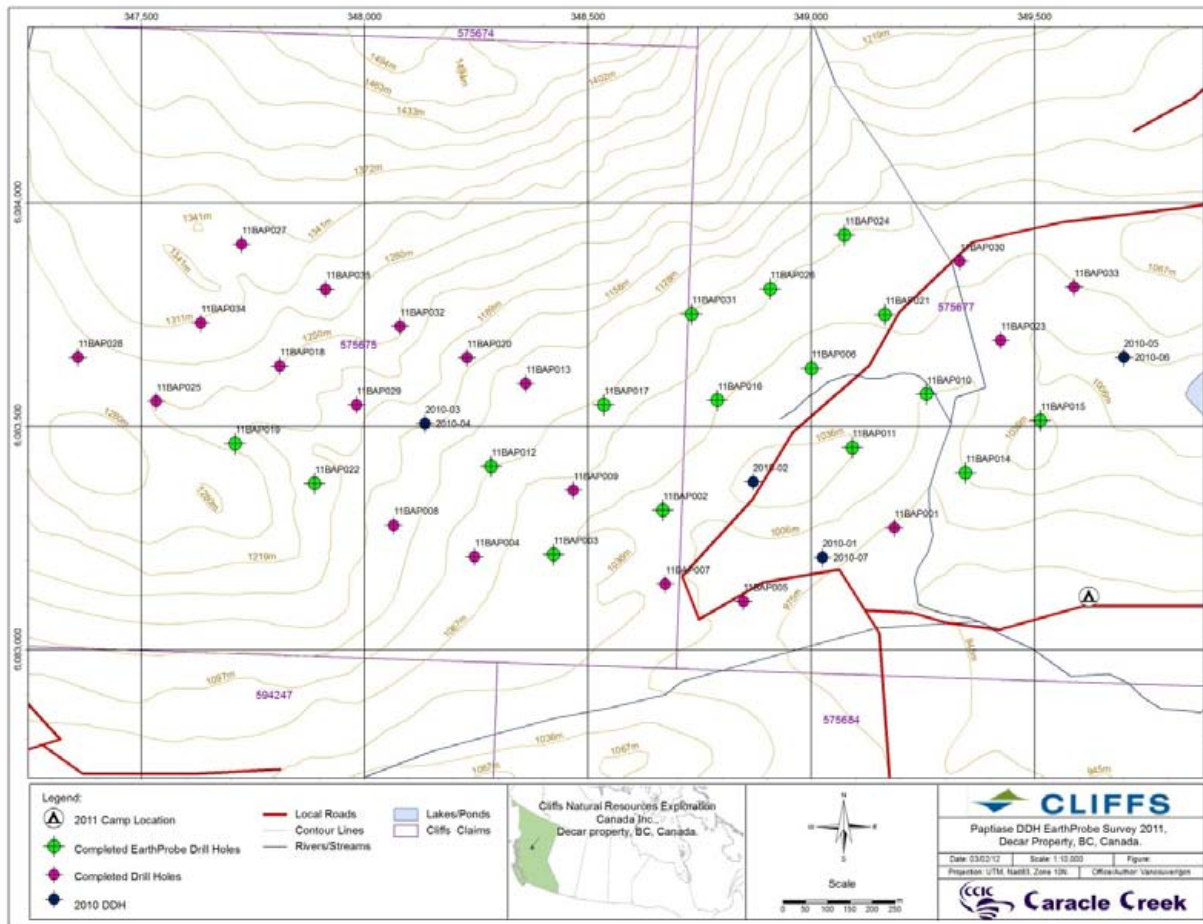 347,500 348,000 348,500 349,000 349,500
575674
1219m
1494m
1494m
1463m
1402m
1433m
1372m
6,084,000
1341m
1341m
11BAP024
11BAP027
1341m
11BAP030
1280m
11BAP035
11BAP026
11BAP033
1067m
1158m
1128m
575677
11BAP034
11BAP032
11BAP031
11BAP021
1311m
1189m
1250m
575675
11BAP023
11BAP028
11BAP018
11BAP020
11BAP006
2010-05
2010-06
11BAP013
11BAP010
1006m
11BAP025
11BAP029
11BAP017
11BAP016
11BAP015
2010-03
2010-04
1280m
6,083,500
11BAP019
1036m
11BAP011
1036m
11BAP012
11BAP022
2010-02
11BAP014
11BAP009
1280m
11BAP002
11BAP008
1006m
11BAP001
1219m
11BAP004
11BAP003
1036m
2010-01
2010-07
11BAP007
11BAP005
975m
1067m
6,083,000
945m
1097m
594247
575684
1036m
1067m
1067m
945m
Legend:
2011 Camp Location
Completed EarthProbe Drill Holes
Completed Drill Holes
2010 DDH
Local Roads
Contour Lines
Rivers/Streams
Lakes/Ponds
Cliffs Claims
Cliffs Natural Resources Exploration
Canada Inc.,
Decar property, BC, Canada.
N
W E
S
Scale
0 50 100 150 200 250 m
CLIFFS
Paptiase DDH EarthProbe Survey 2011.
Decar Property, BC, Canada.
Date: 03/02/12 Scale: 1:10,000 Figure:
Projection: UTM, Nad83, Zone 10N. Office/Author: Vancouver/gm
CCIC
Caracle Creek